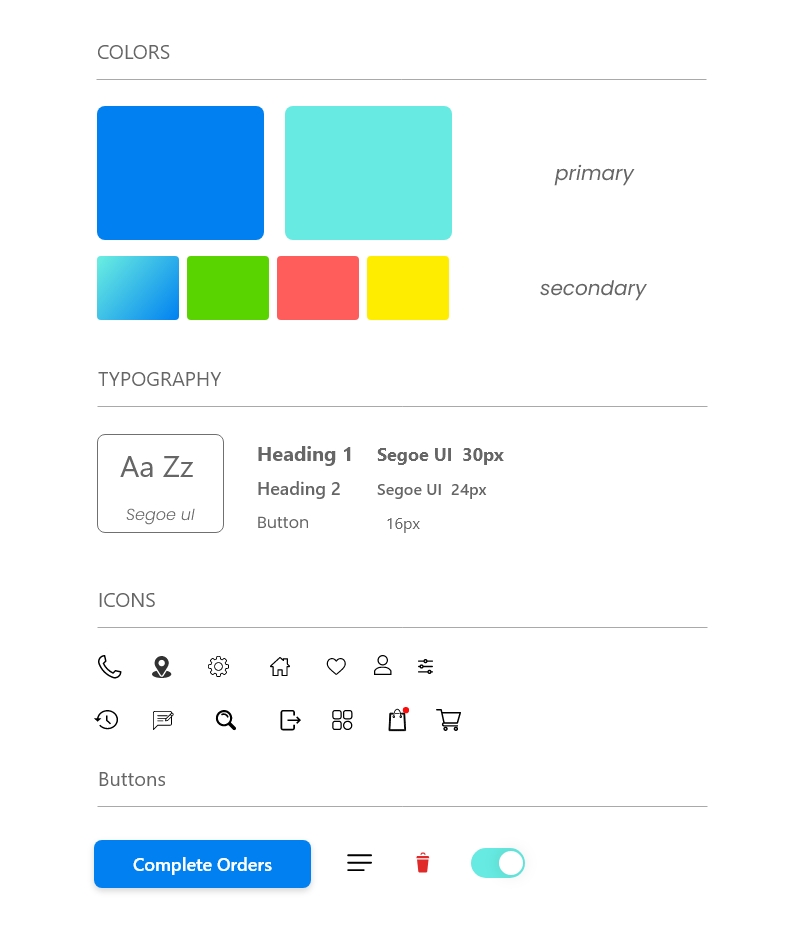 COLORS
primary
secondary
TYPOGRAPHY
Aa Zz
Segoe uI
Heading 1 Segoe UI 30px
Heading 2 Segoe UI 24px
Button 16px
ICONS
Buttons
Complete Orders